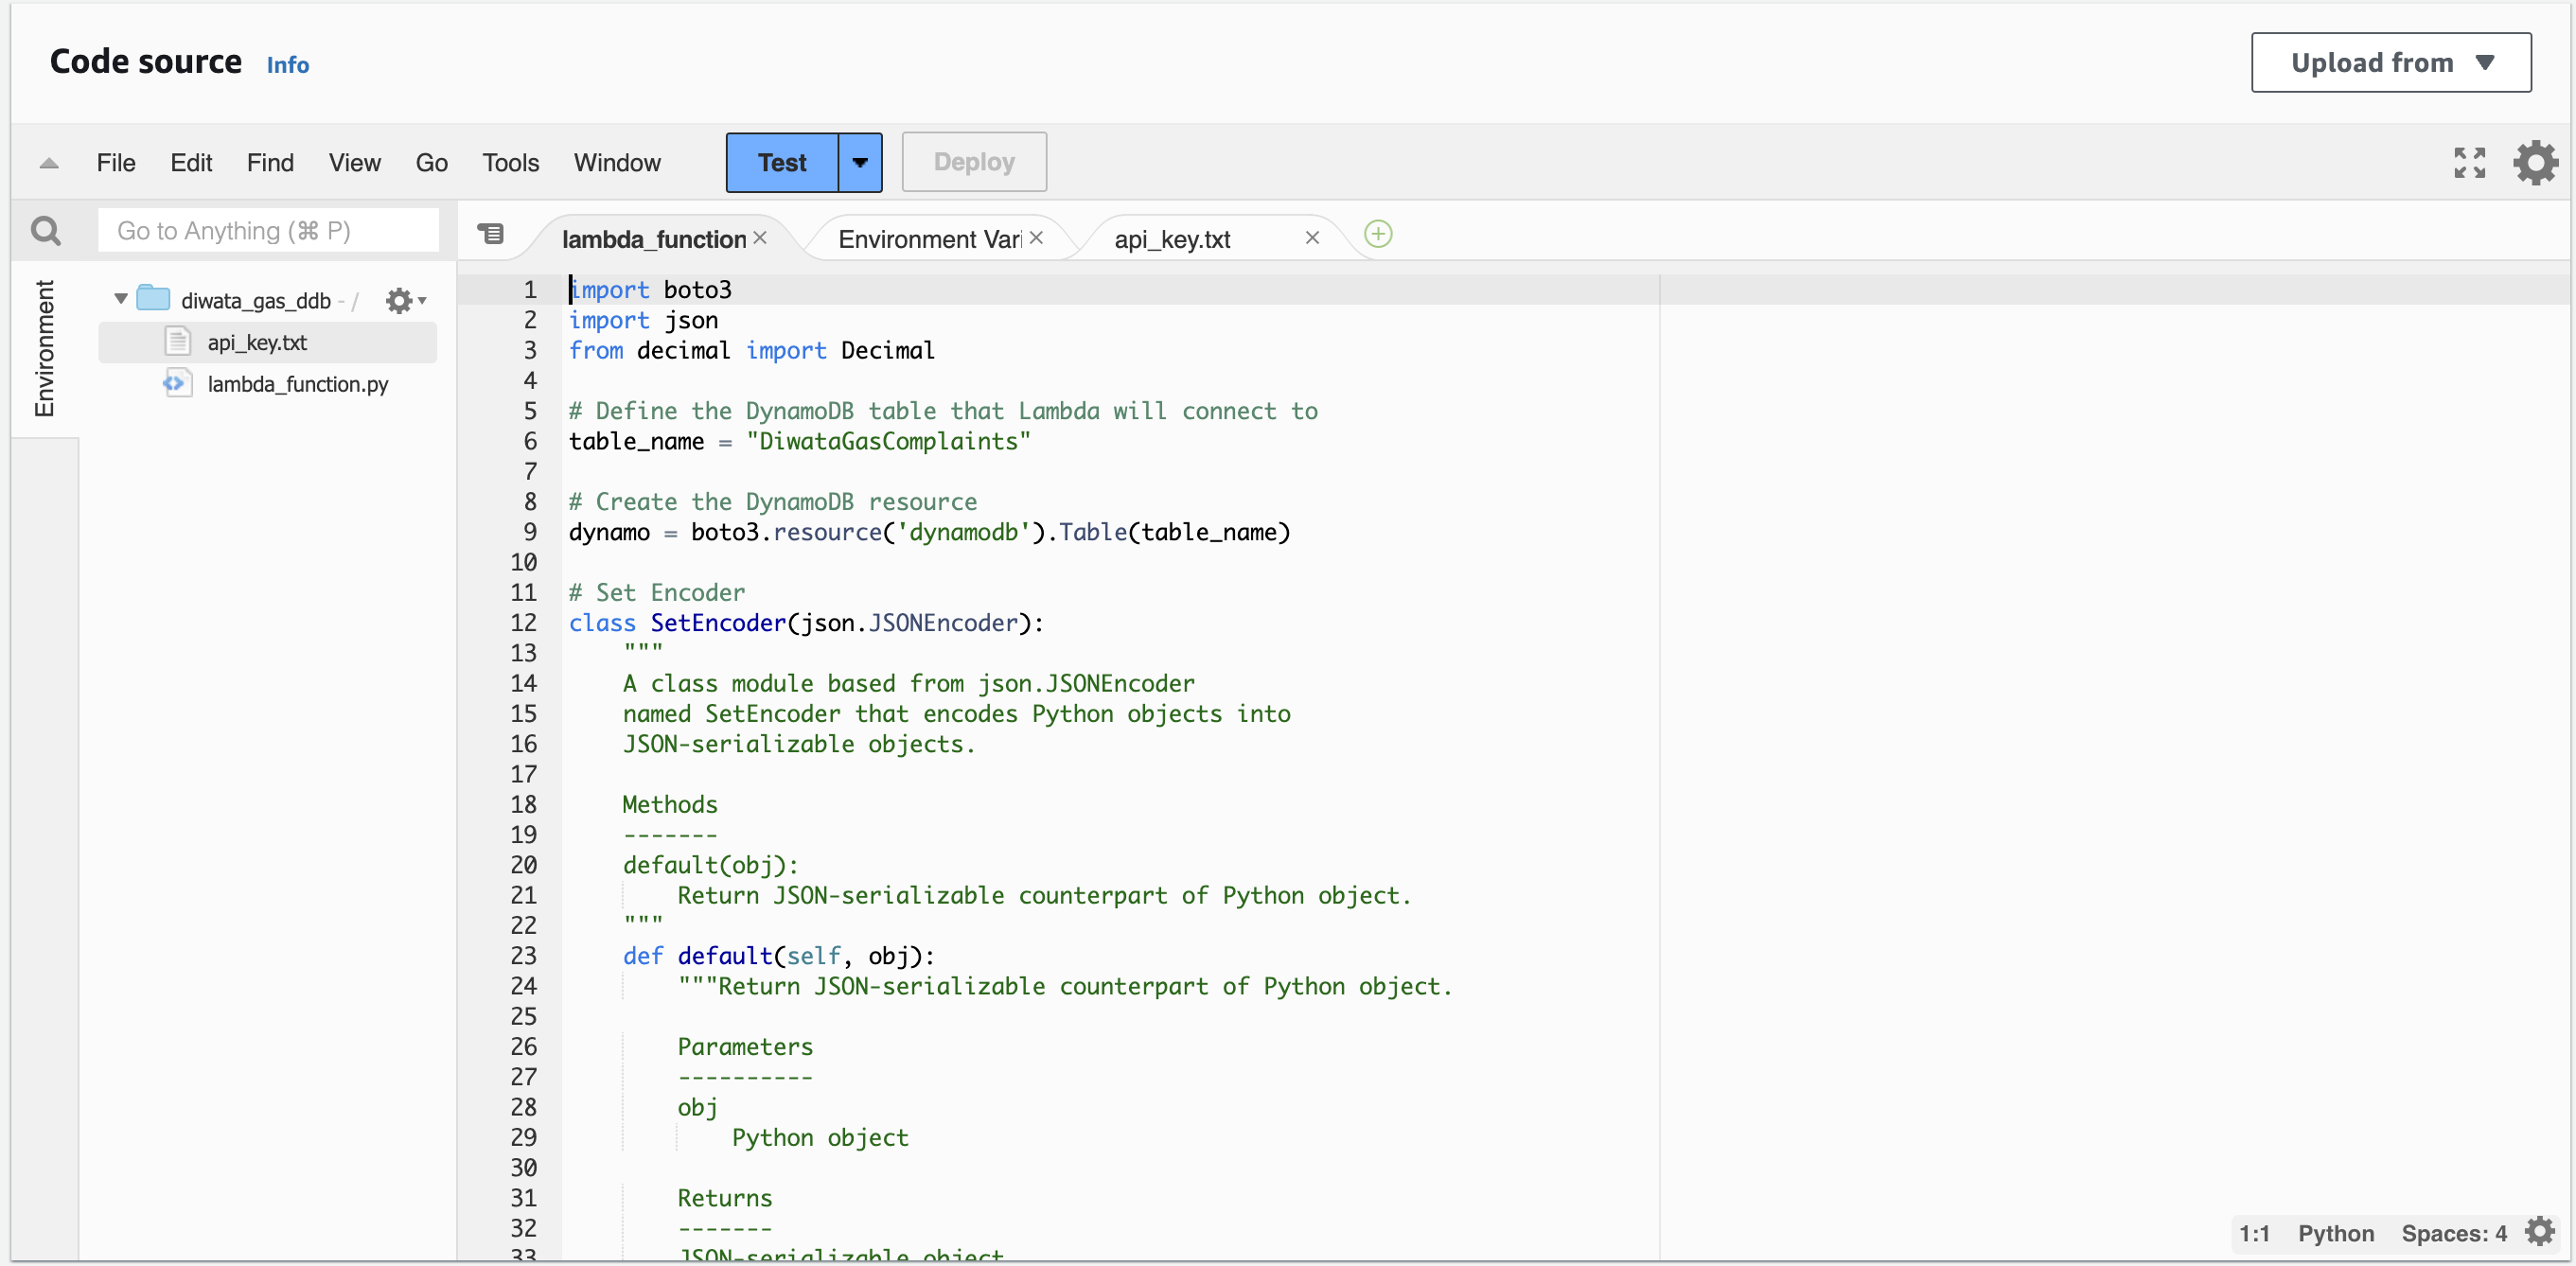 Code source Info
Upload from
File Edit Find View Go Tools Window Test Deploy
Go to Anything (⌘ P)
lambda_function × Environment Vari × api_key.txt ×
Environment
diwata_gas_ddb - /
api_key.txt
lambda_function.py
1 import boto3
2 import json
3 from decimal import Decimal
4
5 # Define the DynamoDB table that Lambda will connect to
6 table_name = "DiwataGasComplaints"
7
8 # Create the DynamoDB resource
9 dynamo = boto3.resource('dynamodb').Table(table_name)
10
11 # Set Encoder
12 class SetEncoder(json.JSONEncoder):
13     """
14     A class module based from json.JSONEncoder
15     named SetEncoder that encodes Python objects into
16     JSON-serializable objects.
17
18     Methods
19     -------
20     default(obj):
21         Return JSON-serializable counterpart of Python object.
22     """
23     def default(self, obj):
24         """Return JSON-serializable counterpart of Python object.
25
26         Parameters
27         ----------
28         obj
29             Python object
30
31         Returns
32         -------
33         JSON-serializable object
1:1 Python Spaces: 4